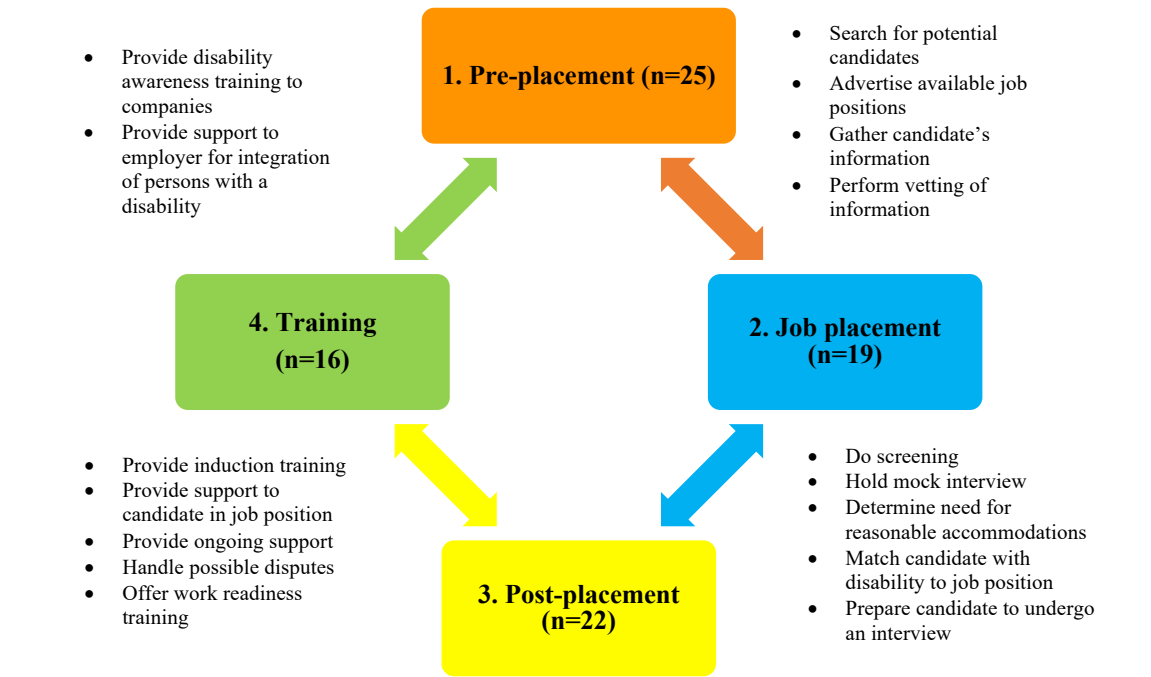 1. Pre-placement (n=25)
• Search for potential
candidates
• Advertise available job
positions
• Gather candidate’s
information
• Perform vetting of
information
2. Job placement
(n=19)
• Do screening
• Hold mock interview
• Determine need for
reasonable accommodations
• Match candidate with
disability to job position
• Prepare candidate to undergo
an interview
3. Post-placement
(n=22)
• Provide induction training
• Provide support to
candidate in job position
• Provide ongoing support
• Handle possible disputes
• Offer work readiness
training
4. Training
(n=16)
• Provide disability
awareness training to
companies
• Provide support to
employer for integration
of persons with a
disability